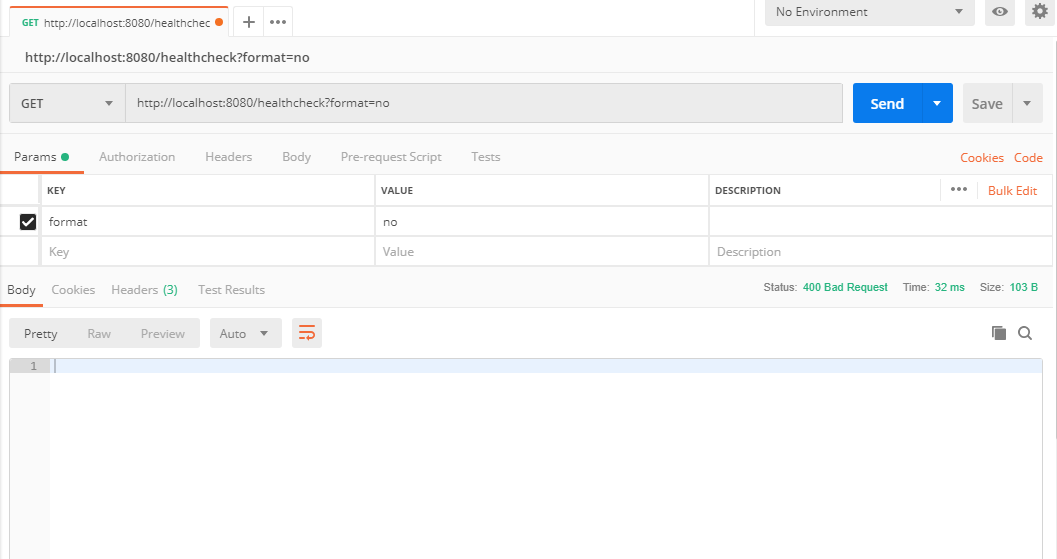 GET http://localhost:8080/healthchec
No Environment
http://localhost:8080/healthcheck?format=no
GET http://localhost:8080/healthcheck?format=no Send Save
Params Authorization Headers Body Pre-request Script Tests Cookies Code
KEY VALUE DESCRIPTION Bulk Edit
format no
Key Value Description
Body Cookies Headers (3) Test Results Status: 400 Bad Request Time: 32 ms Size: 103 B
Pretty Raw Preview Auto
1